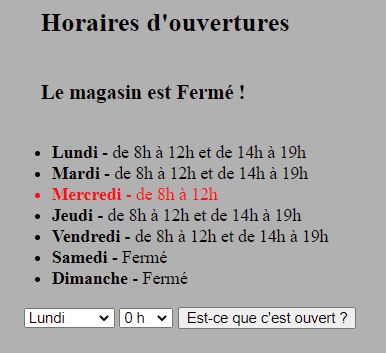 Horaires d'ouvertures
Le magasin est Fermé !
Lundi - de 8h à 12h et de 14h à 19h
Mardi - de 8h à 12h et de 14h à 19h
Mercredi - de 8h à 12h
Jeudi - de 8h à 12h et de 14h à 19h
Vendredi - de 8h à 12h et de 14h à 19h
Samedi - Fermé
Dimanche - Fermé
Lundi 0 h Est-ce que c'est ouvert ?